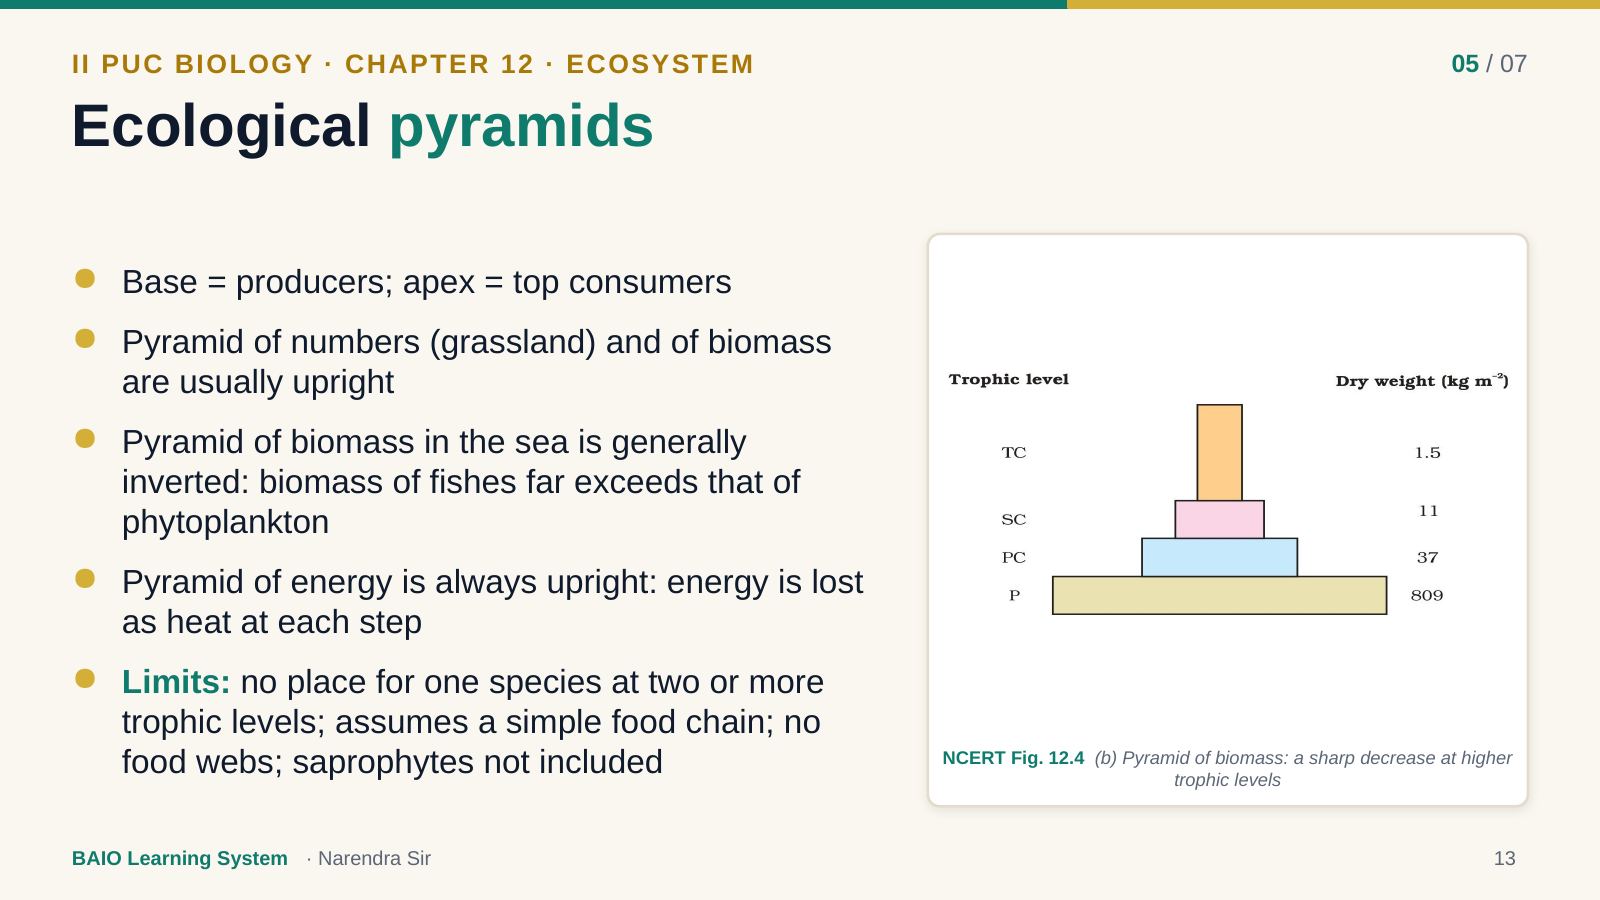 II PUC BIOLOGY · CHAPTER 12 · ECOSYSTEM
05 / 07
Ecological pyramids
Base = producers; apex = top consumers
Pyramid of numbers (grassland) and of biomass
are usually upright
Pyramid of biomass in the sea is generally
inverted: biomass of fishes far exceeds that of
phytoplankton
Pyramid of energy is always upright: energy is lost
as heat at each step
Limits: no place for one species at two or more
trophic levels; assumes a simple food chain; no
food webs; saprophytes not included
Trophic level
Dry weight (kg m⁻²)
TC
1.5
SC
11
PC
37
P
809
NCERT Fig. 12.4 (b) Pyramid of biomass: a sharp decrease at higher
trophic levels
BAIO Learning System · Narendra Sir
13